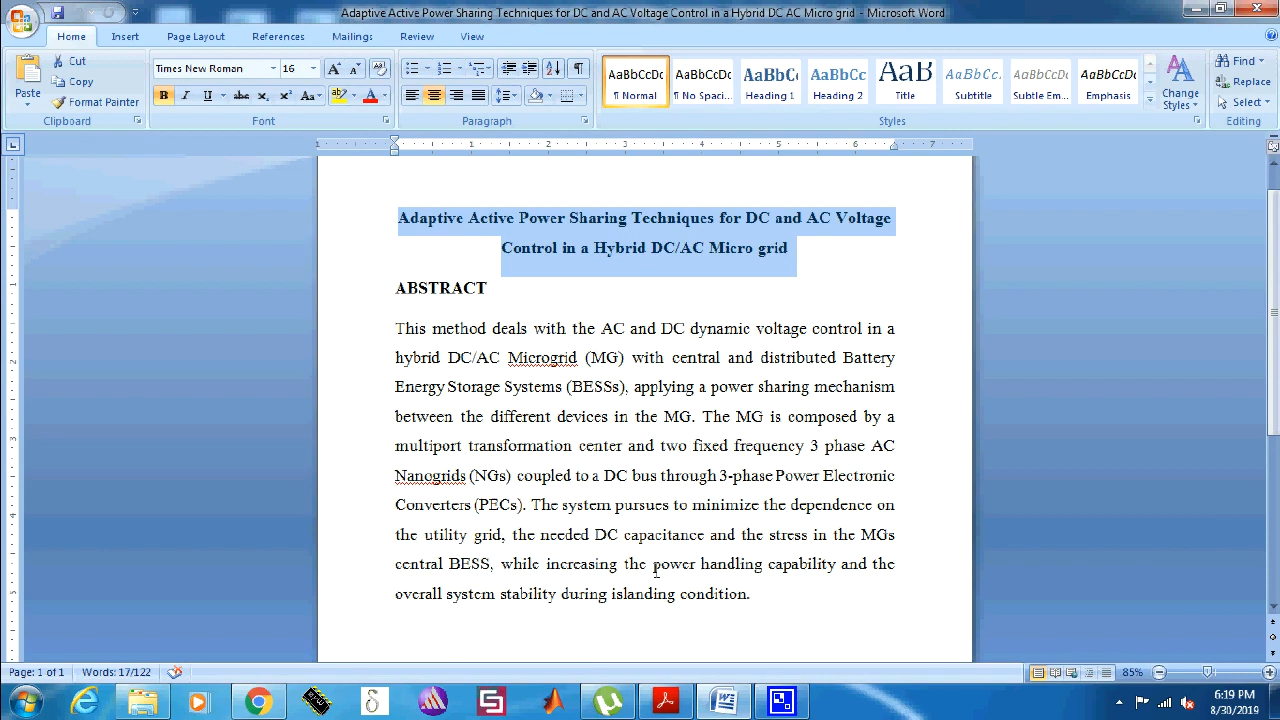 Adaptive Active Power Sharing Techniques for DC and AC Voltage Control in a Hybrid DC AC Micro grid - Microsoft Word
Home Insert Page Layout References Mailings Review View
Paste
Cut
Copy
Format Painter
Clipboard
Times New Roman 16
Font
Paragraph
AaBbCcDc AaBbCcDc AaBbC AaBbCc AaB AaBbCc. AaBbCcDc AaBbCcDc
¶ Normal ¶ No Spaci... Heading 1 Heading 2 Title Subtitle Subtle Em... Emphasis
Change Styles
Styles
Find
Replace
Select
Editing
1 1 2 3 4 5 6 7
Adaptive Active Power Sharing Techniques for DC and AC Voltage
Control in a Hybrid DC/AC Micro grid
ABSTRACT
This method deals with the AC and DC dynamic voltage control in a
hybrid DC/AC Microgrid (MG) with central and distributed Battery
Energy Storage Systems (BESSs), applying a power sharing mechanism
between the different devices in the MG. The MG is composed by a
multiport transformation center and two fixed frequency 3 phase AC
Nanogrids (NGs) coupled to a DC bus through 3-phase Power Electronic
Converters (PECs). The system pursues to minimize the dependence on
the utility grid, the needed DC capacitance and the stress in the MGs
central BESS, while increasing the power handling capability and the
overall system stability during islanding condition.
Page: 1 of 1 Words: 17/122 85%
6:19 PM
8/30/2019